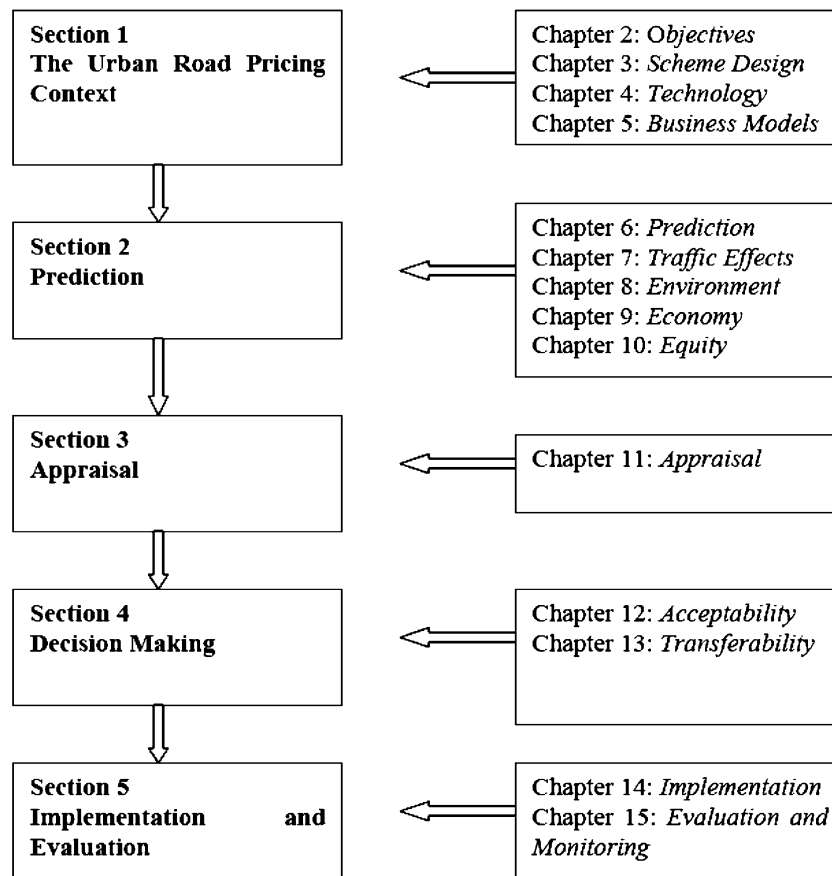 Section 1
The Urban Road Pricing
Context
Chapter 2: Objectives
Chapter 3: Scheme Design
Chapter 4: Technology
Chapter 5: Business Models
Section 2
Prediction
Chapter 6: Prediction
Chapter 7: Traffic Effects
Chapter 8: Environment
Chapter 9: Economy
Chapter 10: Equity
Section 3
Appraisal
Chapter 11: Appraisal
Section 4
Decision Making
Chapter 12: Acceptability
Chapter 13: Transferability
Section 5
Implementation and
Evaluation
Chapter 14: Implementation
Chapter 15: Evaluation and
Monitoring